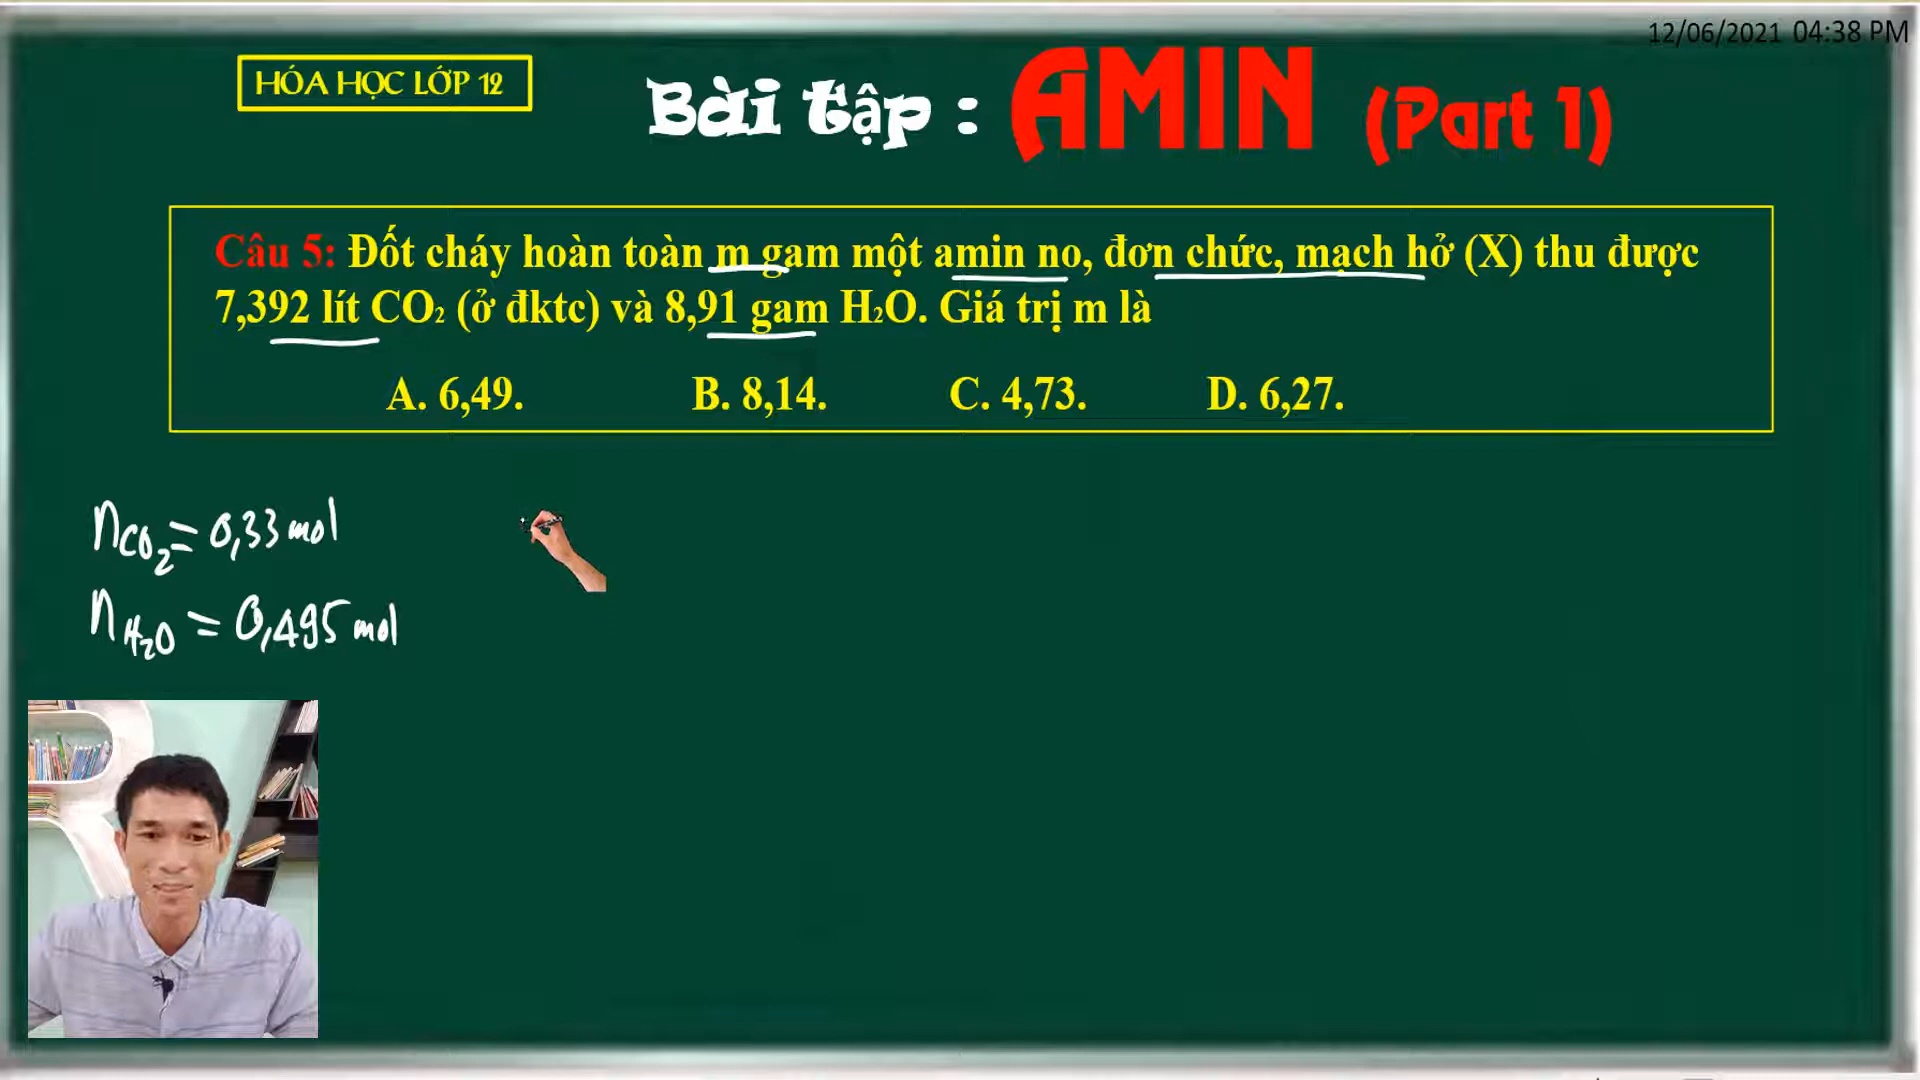 12/06/2021 04:38 PM
HÓA HỌC LỚP 12
Bài tập : AMIN (Part 1)
Câu 5: Đốt cháy hoàn toàn m gam một amin no, đơn chức, mạch hở (X) thu được
7,392 lít CO₂ (ở đktc) và 8,91 gam H₂O. Giá trị m là
A. 6,49. B. 8,14. C. 4,73. D. 6,27.
nCO₂ = 0,33 mol
nH₂O = 0,495 mol